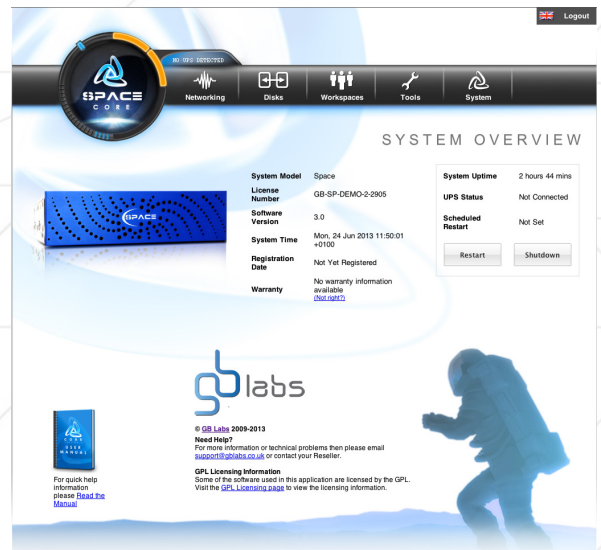 Logout
NO UPS DETECTED
SPACE
CORE
Networking
Disks
Workspaces
Tools
System
SYSTEM OVERVIEW
System Model Space
License
Number GB-SP-DEMO-2-2905
Software
Version 3.0
System Time Mon, 24 Jun 2013 11:50:01
+0100
Registration
Date Not Yet Registered
Warranty No warranty information
available
(Not right?)
System Uptime 2 hours 44 mins
UPS Status Not Connected
Scheduled
Restart Not Set
Restart Shutdown
SPACE
gb labs
© GB Labs 2009-2013
Need Help?
For more information or technical problems then please email
support@gblabs.co.uk or contact your Reseller.
GPL Licensing Information
Some of the software used in this application are licensed by the GPL.
Visit the GPL Licensing page to view the licensing information.
CORE
USER
MANUAL
For quick help
information
please Read the
Manual